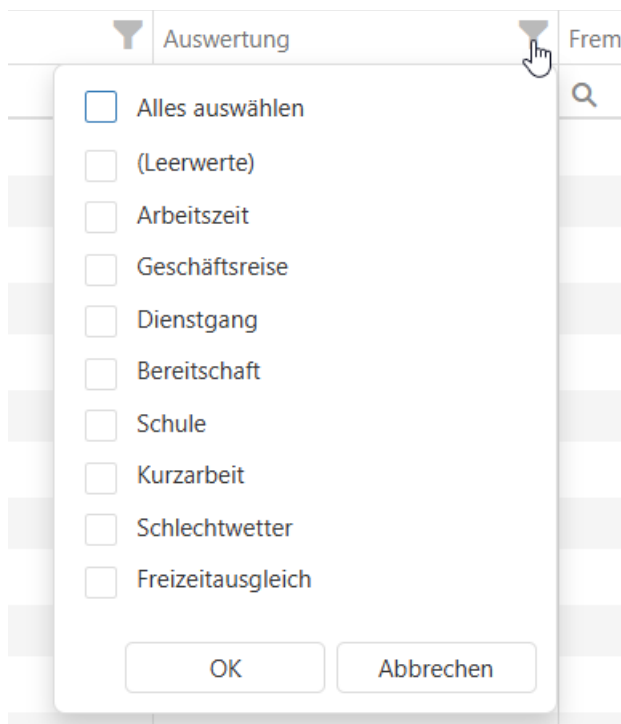 Auswertung
Frem
Alles auswählen
(Leerwerte)
Arbeitszeit
Geschäftsreise
Dienstgang
Bereitschaft
Schule
Kurzarbeit
Schlechtwetter
Freizeitausgleich
OK
Abbrechen